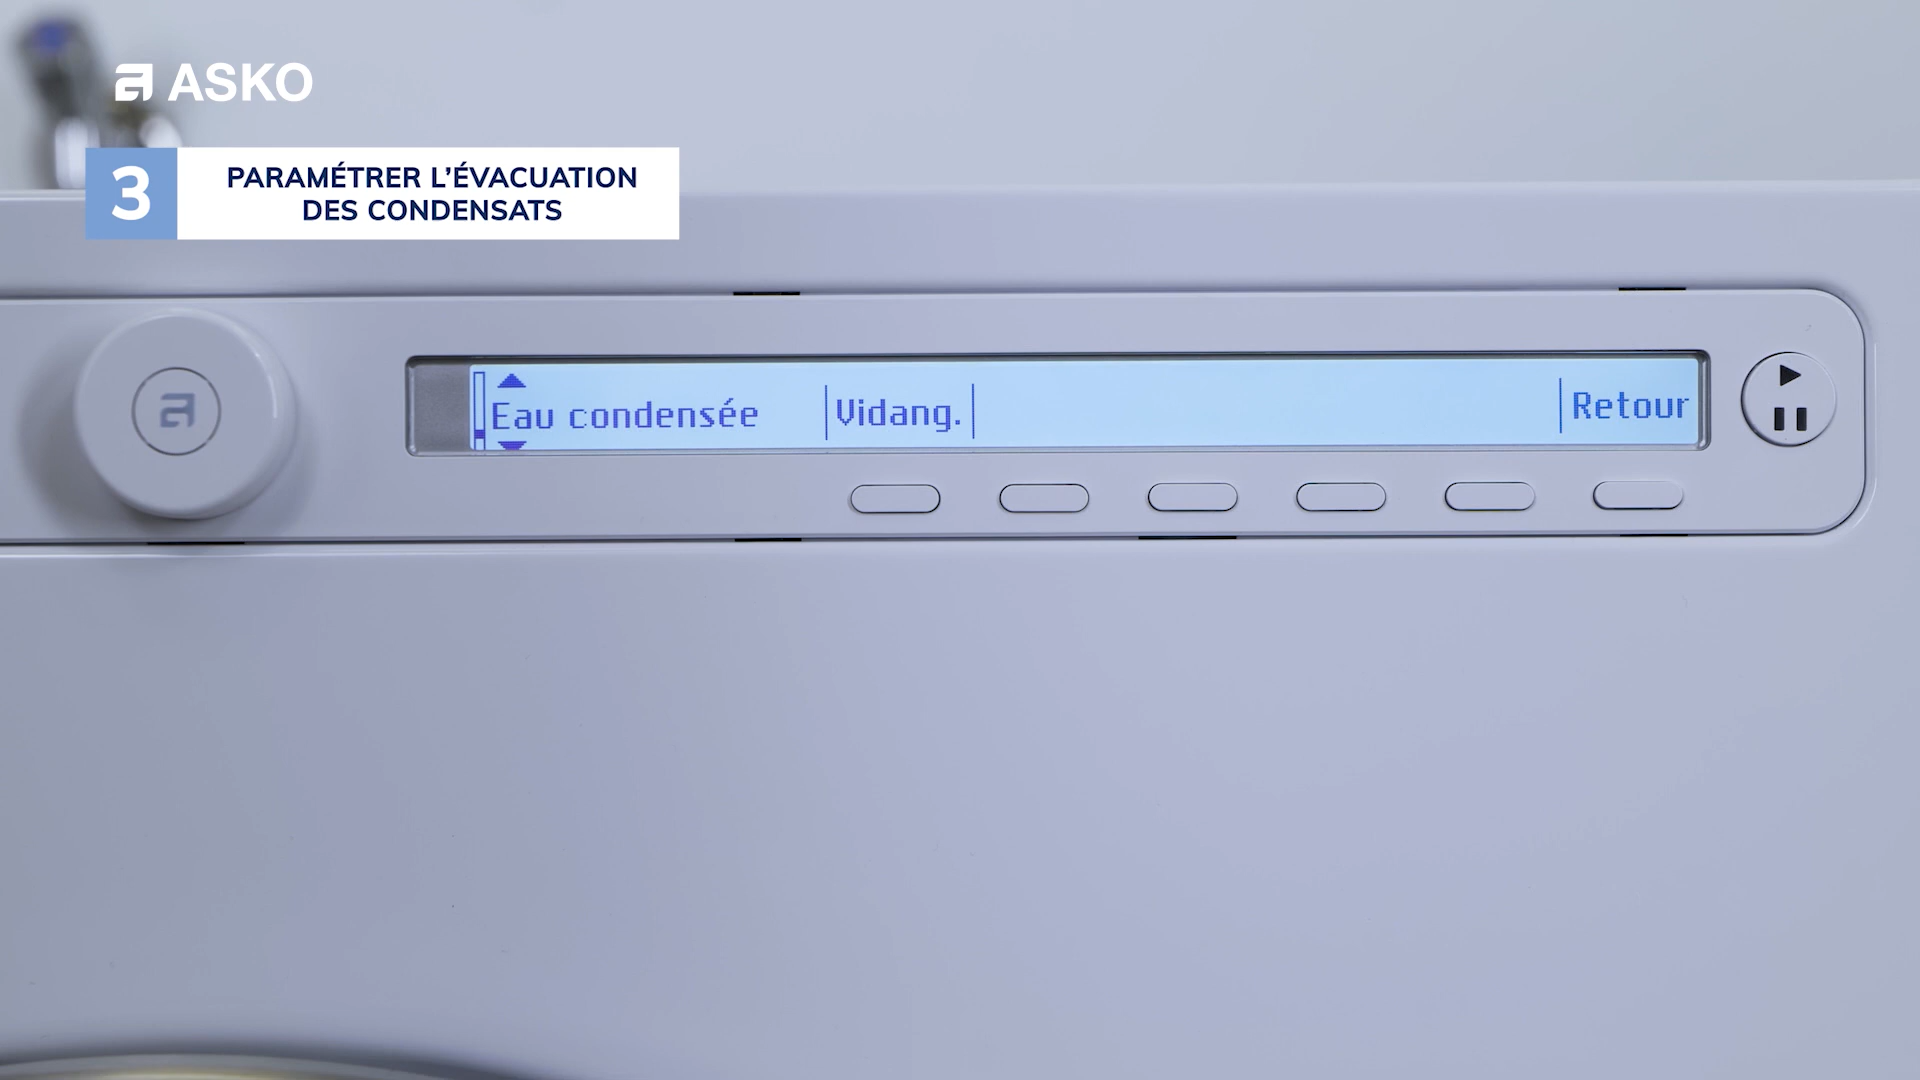 ASKO
3
PARAMÉTRER L'ÉVACUATION
DES CONDENSATS
Eau condensée
Vidang.
Retour